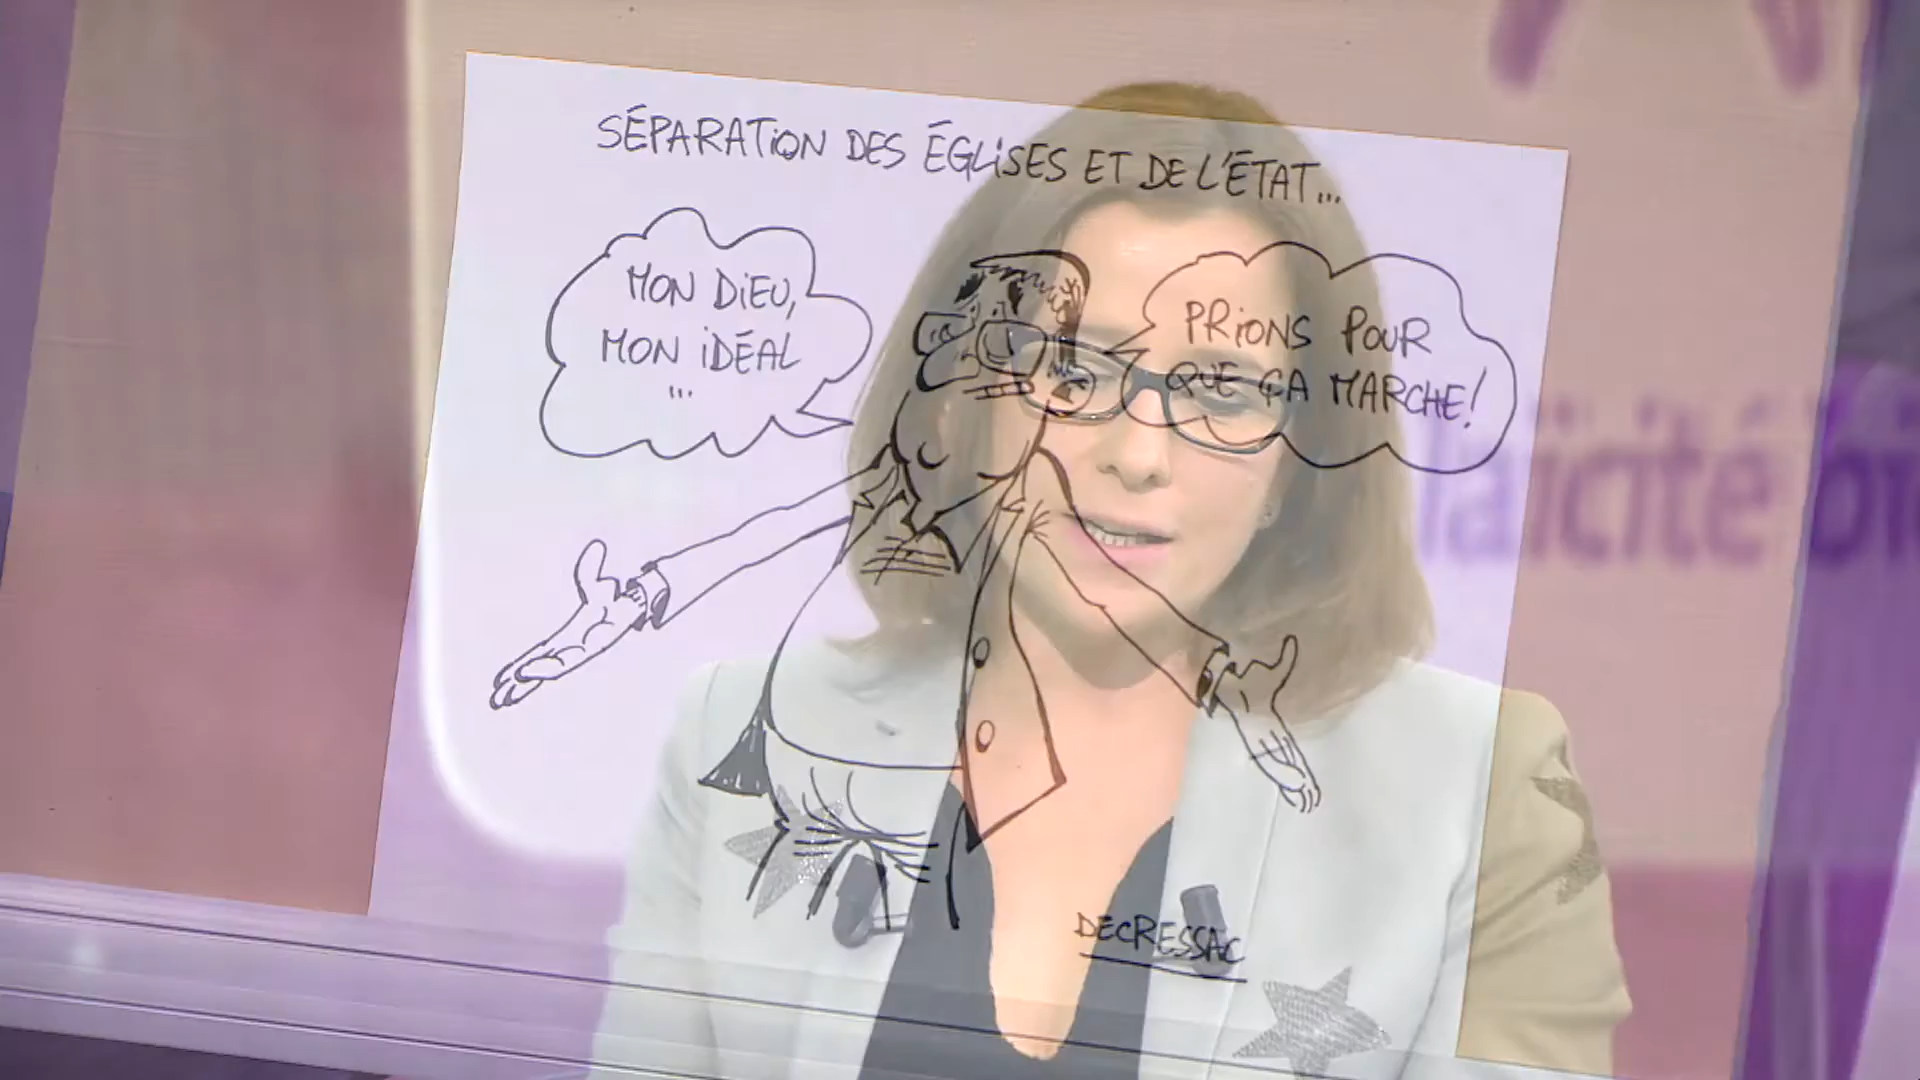 SÉPARATION DES ÉGLISES ET DE L'ÉTAT...
MON DIEU,
MON IDÉAL
...
PRIONS POUR
QUE ÇA MARCHE!
laïcité
DECRESSAC